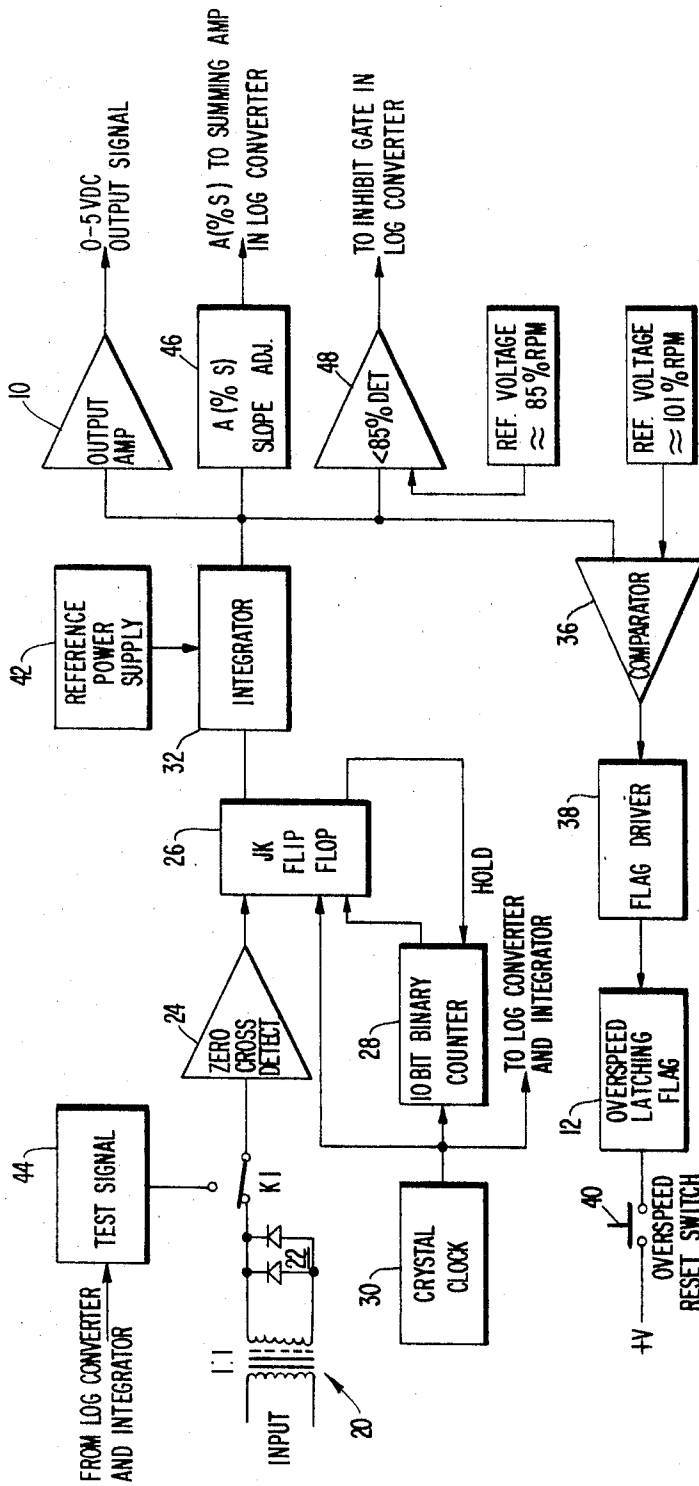 FROM LOG CONVERTER
AND INTEGRATOR
44
TEST SIGNAL
INPUT
1:1
20
22
K1
24
ZERO
CROSS
DETECT
26
JK
FLIP
FLOP
HOLD
28
10 BIT BINARY
COUNTER
30
CRYSTAL
CLOCK
TO LOG CONVERTER
AND INTEGRATOR
42
REFERENCE
POWER
SUPPLY
32
INTEGRATOR
10
OUTPUT
AMP
0-5 VDC
OUTPUT SIGNAL
46
A(% S)
SLOPE ADJ.
A(% S) TO SUMMING AMP
IN LOG CONVERTER
48
<85% DET
TO INHIBIT GATE IN
LOG CONVERTER
REF. VOLTAGE
≈ 85% RPM
REF. VOLTAGE
≈ 101% RPM
36
COMPARATOR
38
FLAG DRIVER
12
OVERSPEED
LATCHING
FLAG
40
OVERSPEED
RESET SWITCH
+V